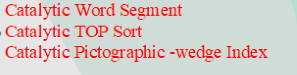 Catalytic Word Segment
Catalytic TOP Sort
Catalytic Pictographic -wedge Index